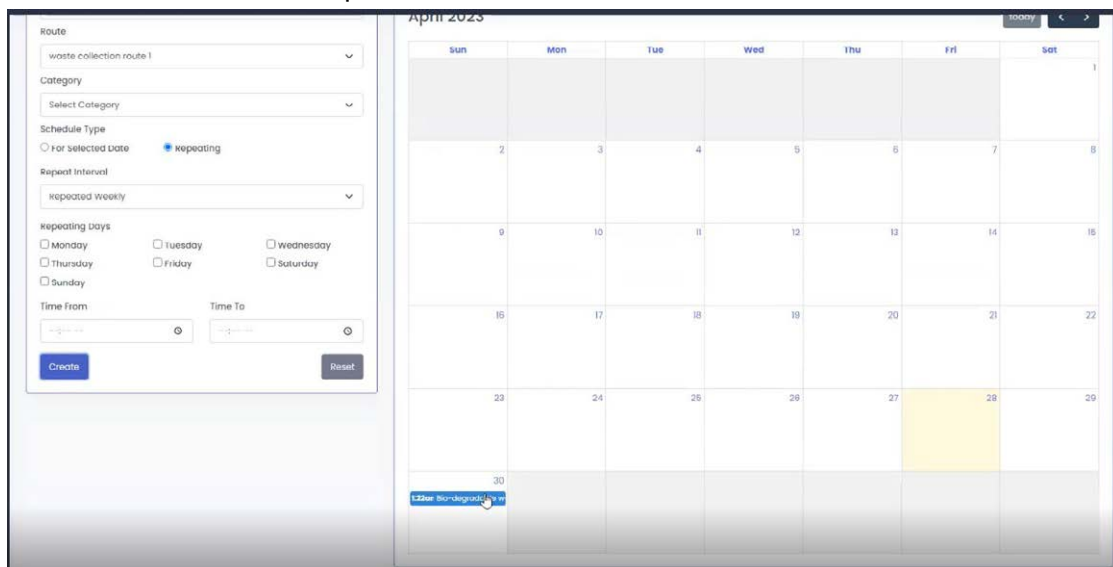 Route
waste collection route 1
Category
Select Category
Schedule Type
For Selected Date Repeating
Repeat Interval
Repeated Weekly
Repeating Days
Monday Tuesday Wednesday
Thursday Friday Saturday
Sunday
Time From Time To
Create Reset
April 2023 today < >
Sun Mon Tue Wed Thu Fri Sat
1
2 3 4 5 6 7 8
9 10 11 12 13 14 15
16 17 18 19 20 21 22
23 24 25 26 27 28 29
30